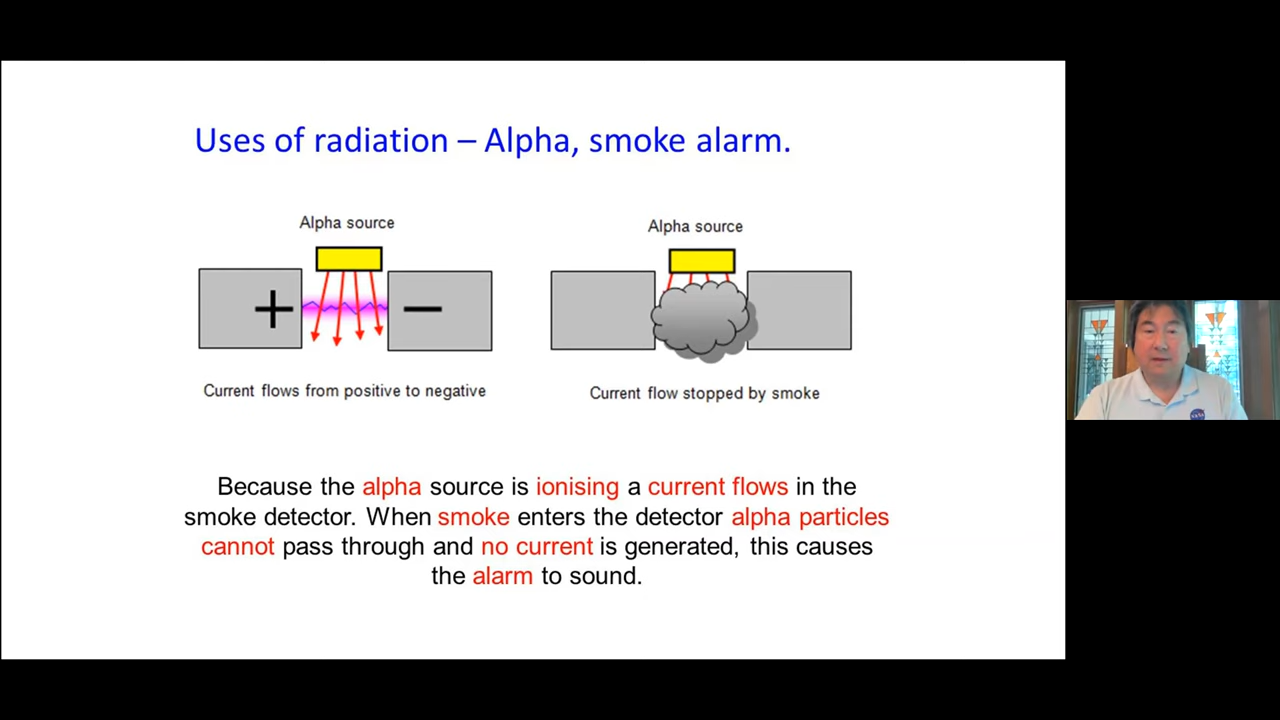 Uses of radiation – Alpha, smoke alarm.
Alpha source
Alpha source
+
−
Current flows from positive to negative
Current flow stopped by smoke
Because the alpha source is ionising a current flows in the
smoke detector. When smoke enters the detector alpha particles
cannot pass through and no current is generated, this causes
the alarm to sound.
NASA